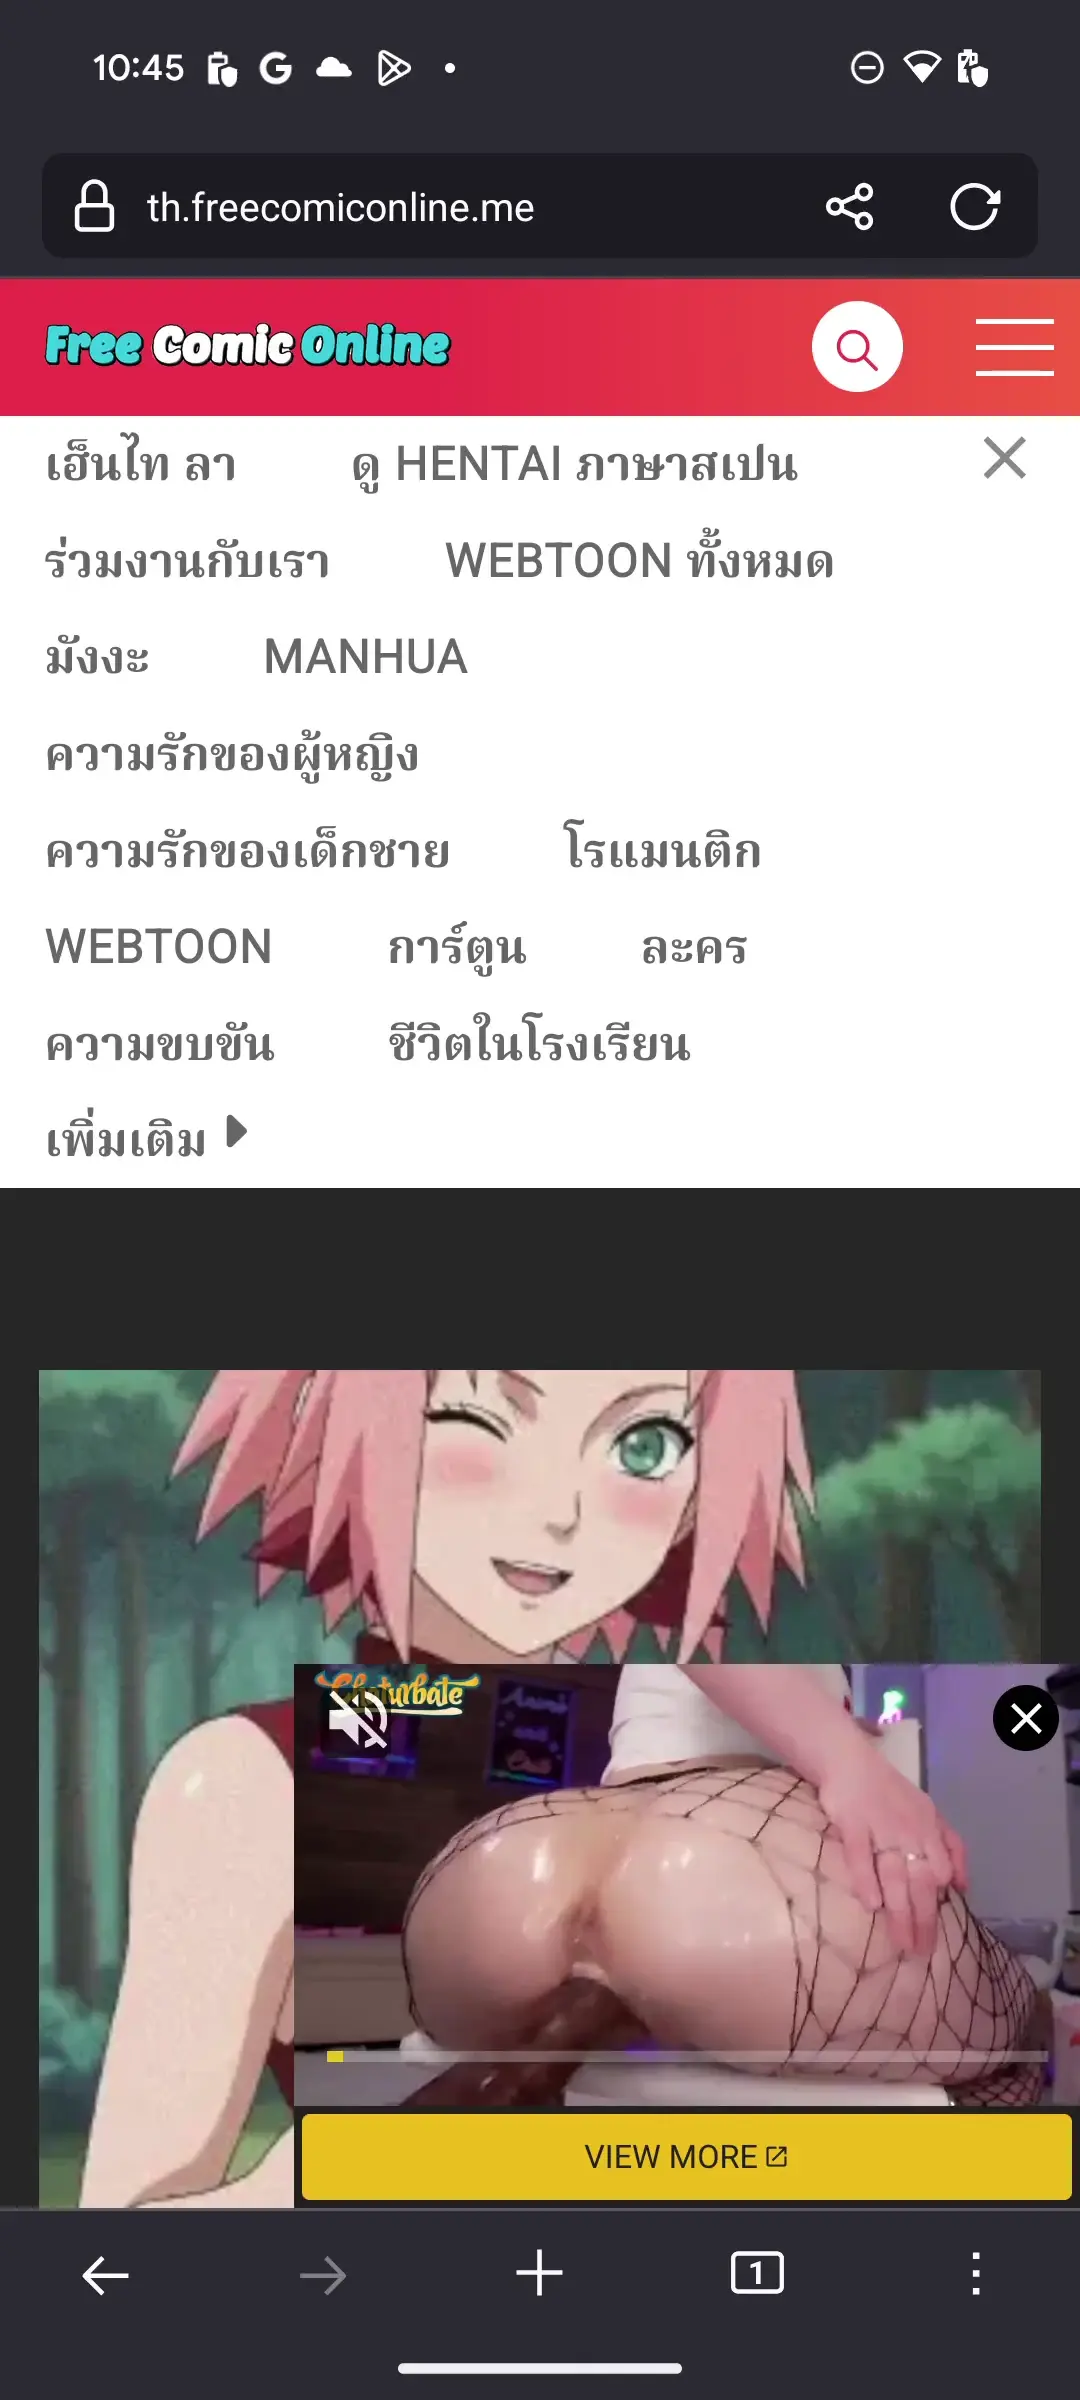 10:45
th.freecomiconline.me
Free Comic Online
เฮ็นไท ลา ดู HENTAI ภาษาสเปน
ร่วมงานกับเรา WEBTOON ทั้งหมด
มังงะ MANHUA
ความรักของผู้หญิง
ความรักของเด็กชาย โรแมนติก
WEBTOON การ์ตูน ละคร
ความขบขัน ชีวิตในโรงเรียน
เพิ่มเติม
Chaturbate
VIEW MORE
1